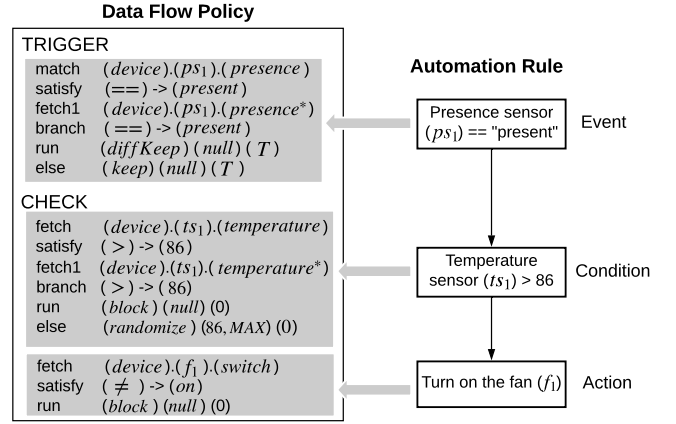 Data Flow Policy
TRIGGER
match (device).(ps₁).(presence)
satisfy (==) -> (present)
fetch1 (device).(ps₁).(presence*)
branch (==) -> (present)
run (diffKeep) (null) (T)
else (keep) (null) (T)
CHECK
fetch (device).(ts₁).(temperature)
satisfy (>) -> (86)
fetch1 (device).(ts₁).(temperature*)
branch (>) -> (86)
run (block) (null) (0)
else (randomize) (86, MAX) (0)
fetch (device).(f₁).(switch)
satisfy (≠) -> (on)
run (block) (null) (0)
Automation Rule
Presence sensor
(ps₁) == "present"
Event
Temperature
sensor (ts₁) > 86
Condition
Turn on the fan (f₁)
Action